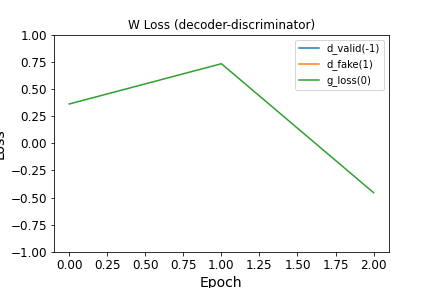 W Loss (decoder-discriminator)
1.00
0.75
0.50
0.25
0.00
−0.25
−0.50
−0.75
−1.00
d_valid(-1)
d_fake(1)
g_loss(0)
Loss
0.00 0.25 0.50 0.75 1.00 1.25 1.50 1.75 2.00
Epoch